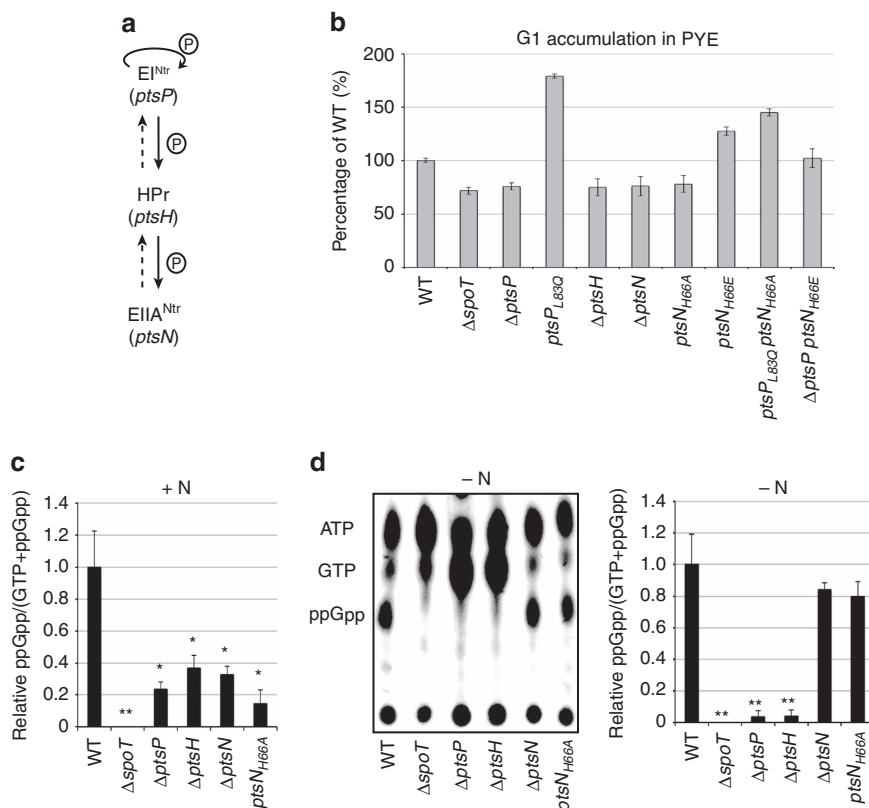 a
P
EI^Ntr
(ptsP)
P
HPr
(ptsH)
P
EIIA^Ntr
(ptsN)
b
G1 accumulation in PYE
Percentage of WT (%)
200
150
100
50
0
WT
ΔspoT
ΔptsP
ptsP_L83Q
ΔptsH
ΔptsN
ptsN_H66A
ptsN_H66E
ptsP_L83Q ptsN_H66A
ΔptsP ptsN_H66E
c
+ N
Relative ppGpp/(GTP+ppGpp)
1.4
1.2
1.0
0.8
0.6
0.4
0.2
0
**
*
*
*
*
WT
ΔspoT
ΔptsP
ΔptsH
ΔptsN
ptsN_H66A
d
– N
ATP
GTP
ppGpp
WT
ΔspoT
ΔptsP
ΔptsH
ΔptsN
ptsN_H66A
– N
Relative ppGpp/(GTP+ppGpp)
1.4
1.2
1.0
0.8
0.6
0.4
0.2
0
**
**
**
WT
ΔspoT
ΔptsP
ΔptsH
ΔptsN
ptsN_H66A